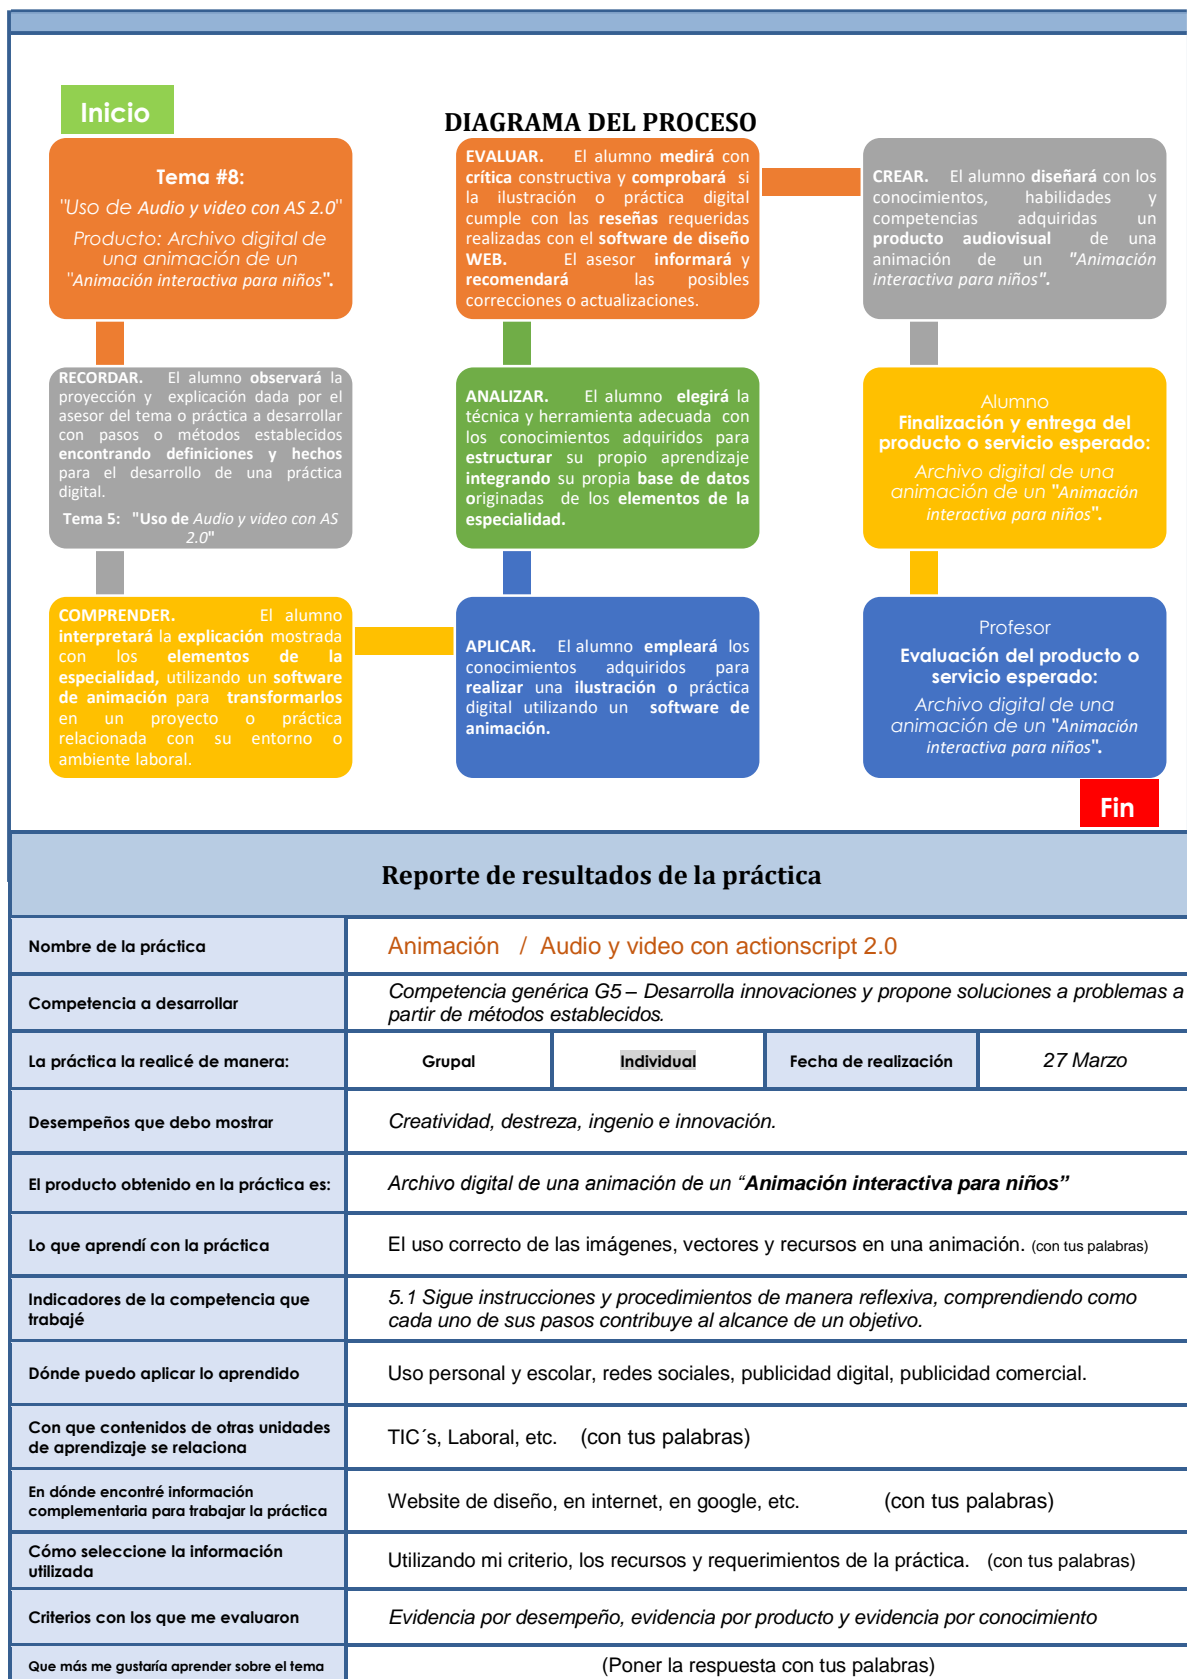 Inicio
DIAGRAMA DEL PROCESO
Tema #8:
"Uso de Audio y video con AS 2.0"
Producto: Archivo digital de
una animación de un
"Animación interactiva para niños".
RECORDAR. El alumno observará la
proyección y explicación dada por el
asesor del tema o práctica a desarrollar
con pasos o métodos establecidos
encontrando definiciones y hechos
para el desarrollo de una práctica
digital.
Tema 5: "Uso de Audio y video con AS
2.0"
COMPRENDER. El alumno
interpretará la explicación mostrada
con los elementos de la
especialidad, utilizando un software
de animación para transformarlos
en un proyecto o práctica
relacionada con su entorno o
ambiente laboral.
APLICAR. El alumno empleará los
conocimientos adquiridos para
realizar una ilustración o práctica
digital utilizando un software de
animación.
ANALIZAR. El alumno elegirá la
técnica y herramienta adecuada con
los conocimientos adquiridos para
estructurar su propio aprendizaje
integrando su propia base de datos
originadas de los elementos de la
especialidad.
EVALUAR. El alumno medirá con
crítica constructiva y comprobará si
la ilustración o práctica digital
cumple con las reseñas requeridas
realizadas con el software de diseño
WEB. El asesor informará y
recomendará las posibles
correcciones o actualizaciones.
CREAR. El alumno diseñará con los
conocimientos, habilidades y
competencias adquiridas un
producto audiovisual de una
animación de un "Animación
interactiva para niños".
Alumno
Finalización y entrega del
producto o servicio esperado:
Archivo digital de una
animación de un "Animación
interactiva para niños".
Profesor
Evaluación del producto o
servicio esperado:
Archivo digital de una
animación de un "Animación
interactiva para niños".
Fin
Reporte de resultados de la práctica
Nombre de la práctica
Animación / Audio y video con actionscript 2.0
Competencia a desarrollar
Competencia genérica G5 – Desarrolla innovaciones y propone soluciones a problemas a
partir de métodos establecidos.
La práctica la realicé de manera: Grupal Individual Fecha de realización 27 Marzo
Desempeños que debo mostrar
Creatividad, destreza, ingenio e innovación.
El producto obtenido en la práctica es:
Archivo digital de una animación de un “Animación interactiva para niños”
Lo que aprendí con la práctica
El uso correcto de las imágenes, vectores y recursos en una animación. (con tus palabras)
Indicadores de la competencia que
trabajé
5.1 Sigue instrucciones y procedimientos de manera reflexiva, comprendiendo como
cada uno de sus pasos contribuye al alcance de un objetivo.
Dónde puedo aplicar lo aprendido
Uso personal y escolar, redes sociales, publicidad digital, publicidad comercial.
Con que contenidos de otras unidades
de aprendizaje se relaciona
TIC´s, Laboral, etc. (con tus palabras)
En dónde encontré información
complementaria para trabajar la práctica
Website de diseño, en internet, en google, etc. (con tus palabras)
Cómo seleccione la información
utilizada
Utilizando mi criterio, los recursos y requerimientos de la práctica. (con tus palabras)
Criterios con los que me evaluaron
Evidencia por desempeño, evidencia por producto y evidencia por conocimiento
Que más me gustaría aprender sobre el tema
(Poner la respuesta con tus palabras)